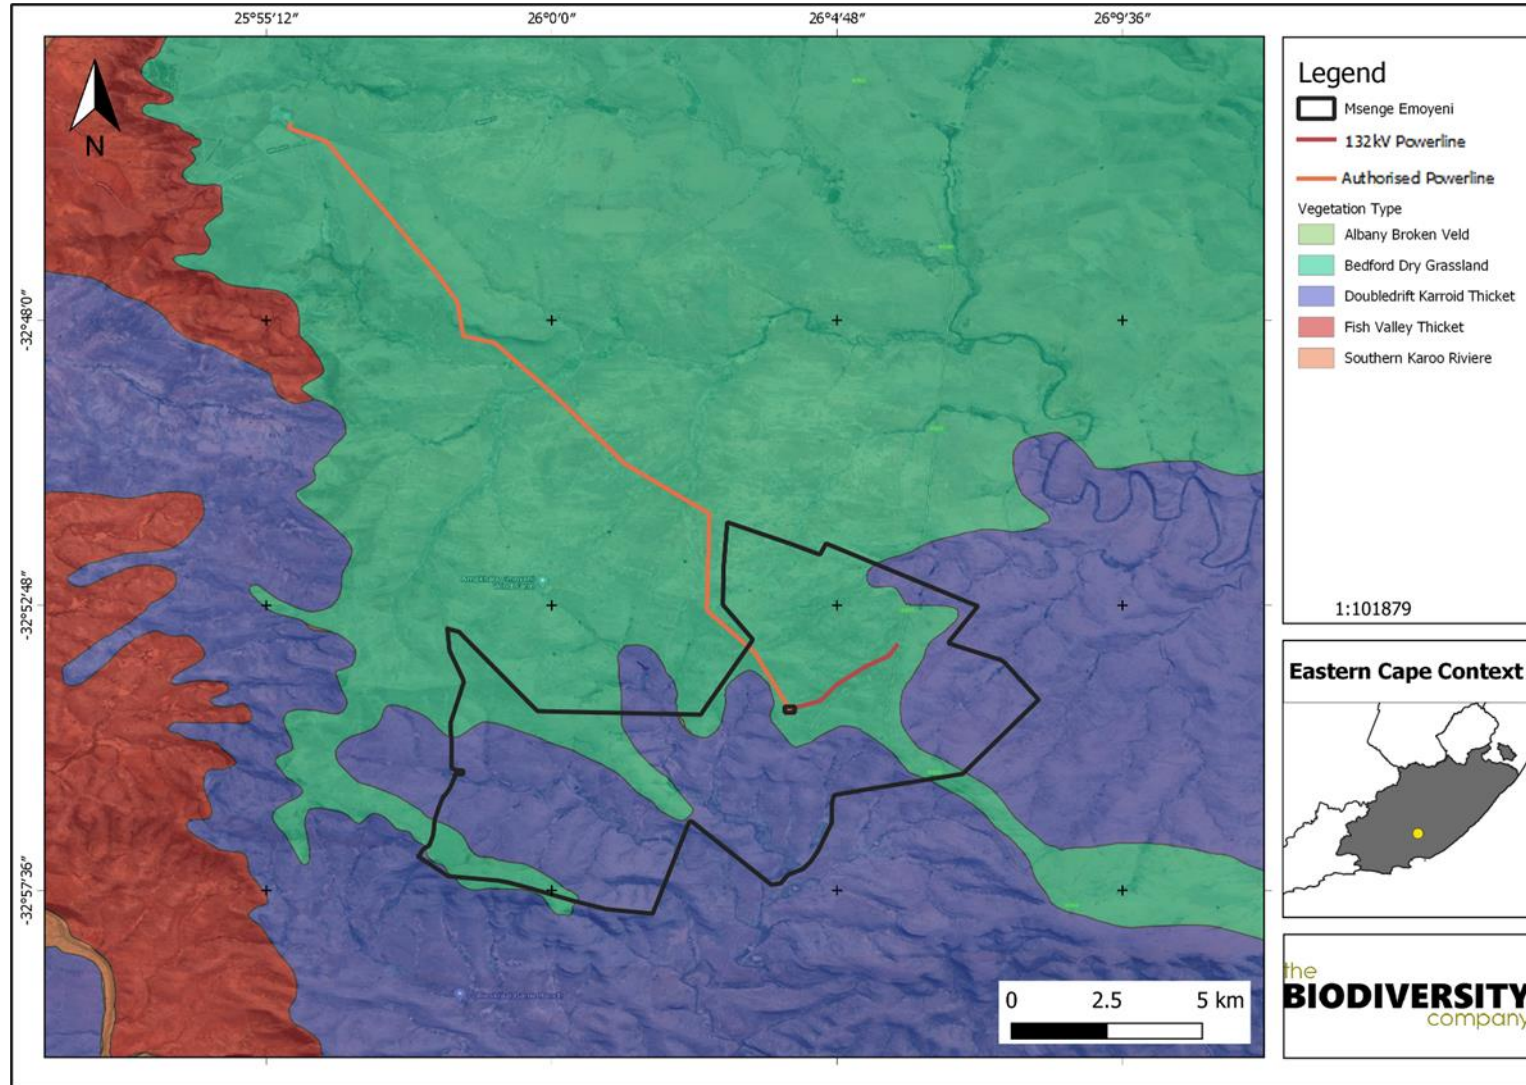 25°55′12″ 26°0′0″ 26°4′48″ 26°9′36″
-32°48′0″
-32°52′48″
-32°57′36″
N
0 2.5 5 km
Legend
Msenge Emoyeni
132kV Powerline
Authorised Powerline
Vegetation Type
Albany Broken Veld
Bedford Dry Grassland
Doubledrift Karroid Thicket
Fish Valley Thicket
Southern Karoo Riviere
1:101879
Eastern Cape Context
the
BIODIVERSITY
company